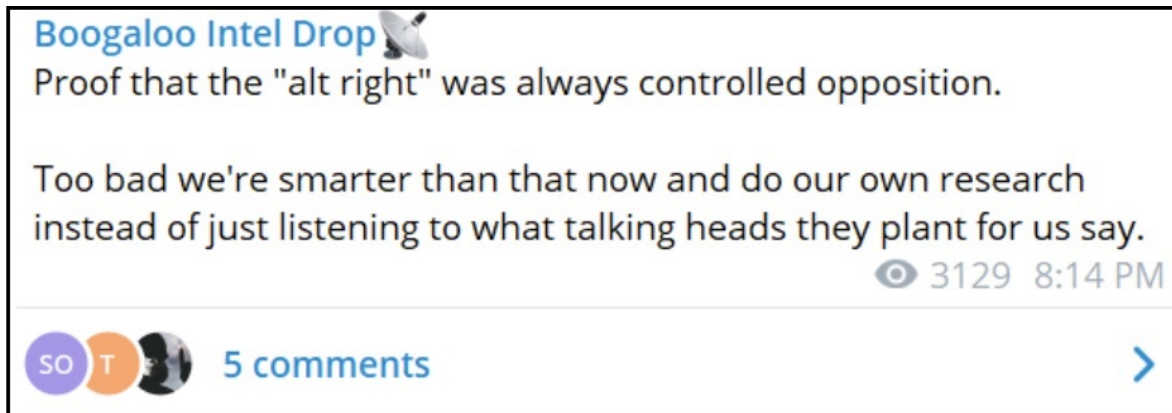 Boogaloo Intel Drop
Proof that the "alt right" was always controlled opposition.
Too bad we're smarter than that now and do our own research
instead of just listening to what talking heads they plant for us say.
3129 8:14 PM
SO T 5 comments